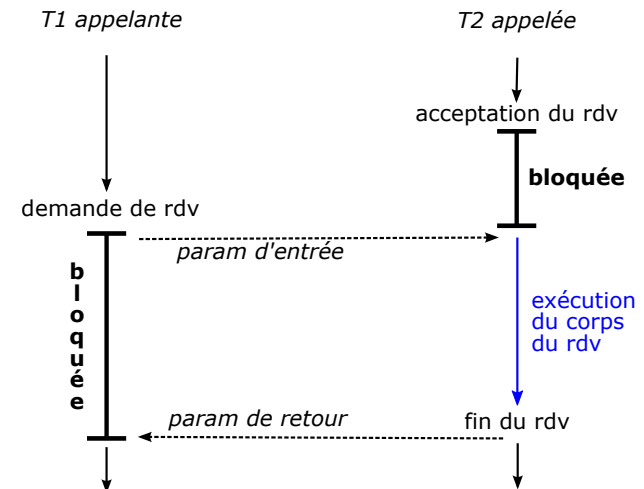 T1 appelante
T2 appelée
acceptation du rdv
bloquée
demande de rdv
param d'entrée
bloquée
exécution
du corps
du rdv
param de retour
fin du rdv